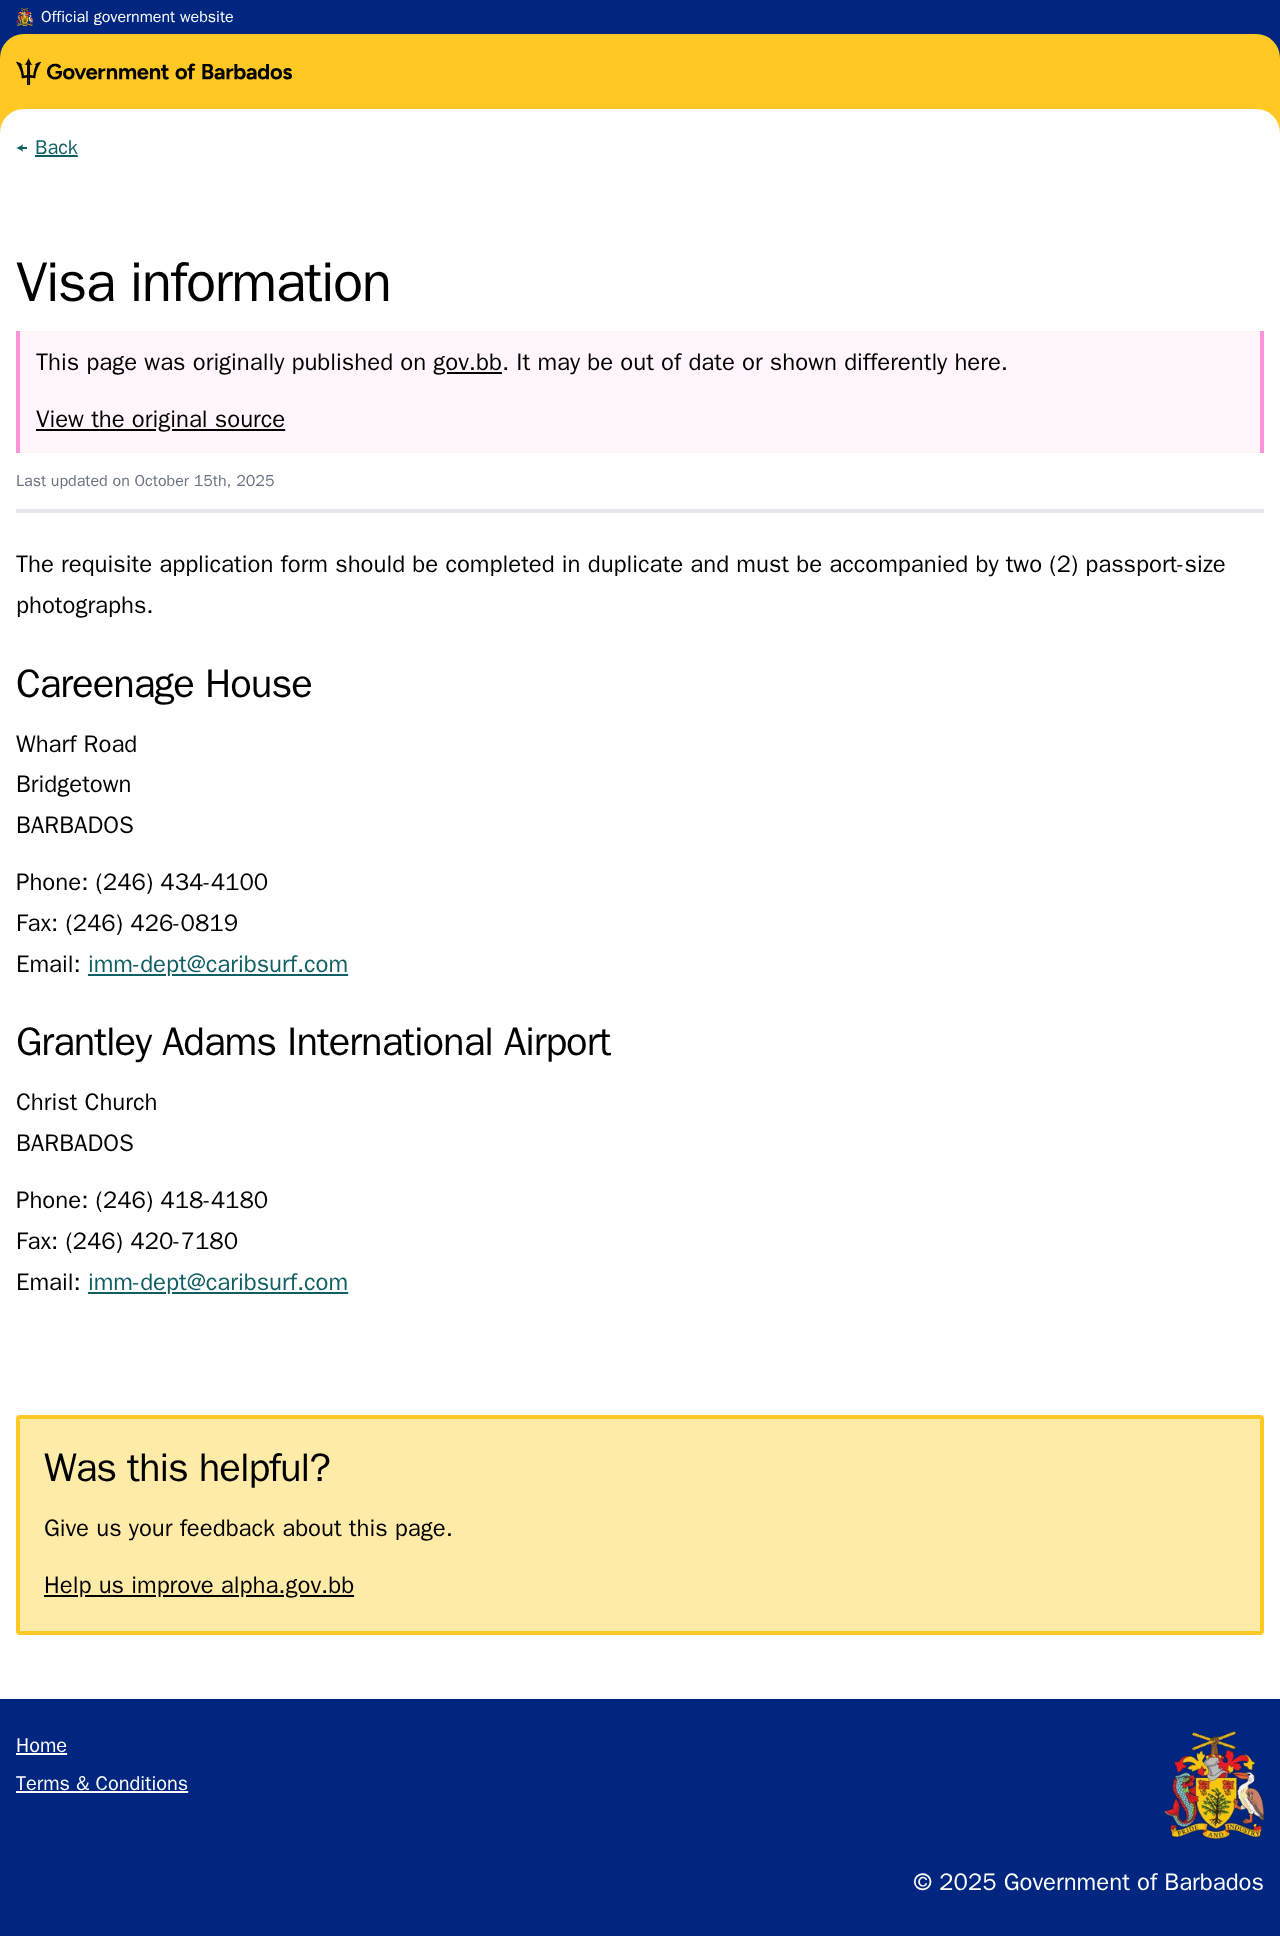 Official government website
Government of Barbados
← Back
Visa information
This page was originally published on gov.bb. It may be out of date or shown differently here.
View the original source
Last updated on October 15th, 2025
The requisite application form should be completed in duplicate and must be accompanied by two (2) passport-size
photographs.
Careenage House
Wharf Road
Bridgetown
BARBADOS
Phone: (246) 434-4100
Fax: (246) 426-0819
Email: imm-dept@caribsurf.com
Grantley Adams International Airport
Christ Church
BARBADOS
Phone: (246) 418-4180
Fax: (246) 420-7180
Email: imm-dept@caribsurf.com
Was this helpful?
Give us your feedback about this page.
Help us improve alpha.gov.bb
Home
Terms & Conditions
PRIDE AND INDUSTRY
© 2025 Government of Barbados